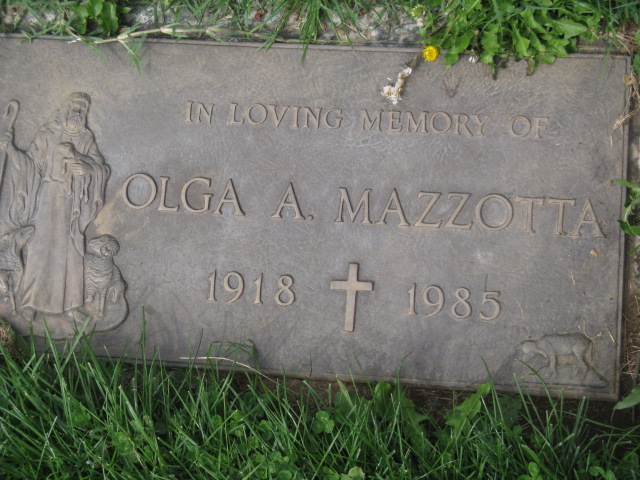 IN LOVING MEMORY OF
OLGA A. MAZZOTTA
1918 1985